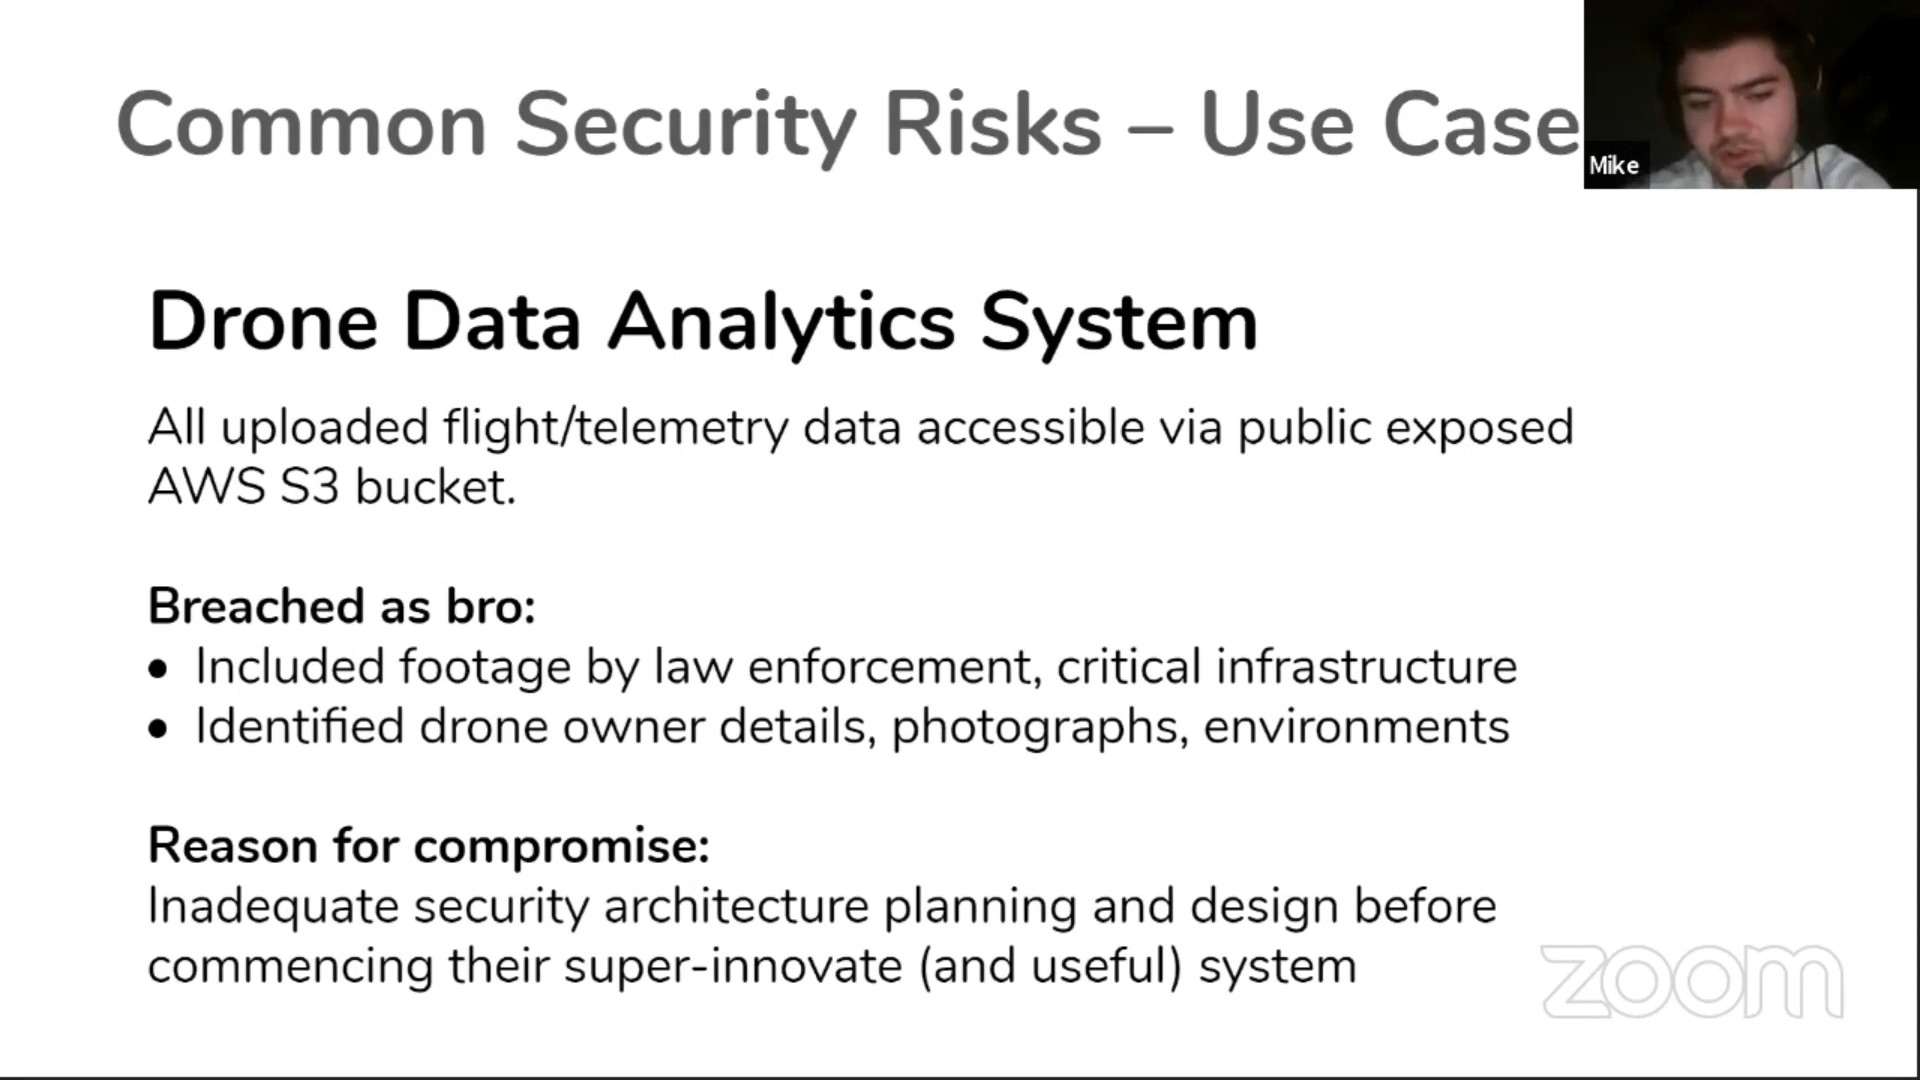 Common Security Risks – Use Case
Mike
Drone Data Analytics System
All uploaded flight/telemetry data accessible via public exposed
AWS S3 bucket.
Breached as bro:
• Included footage by law enforcement, critical infrastructure
• Identified drone owner details, photographs, environments
Reason for compromise:
Inadequate security architecture planning and design before
commencing their super-innovate (and useful) system
zoom